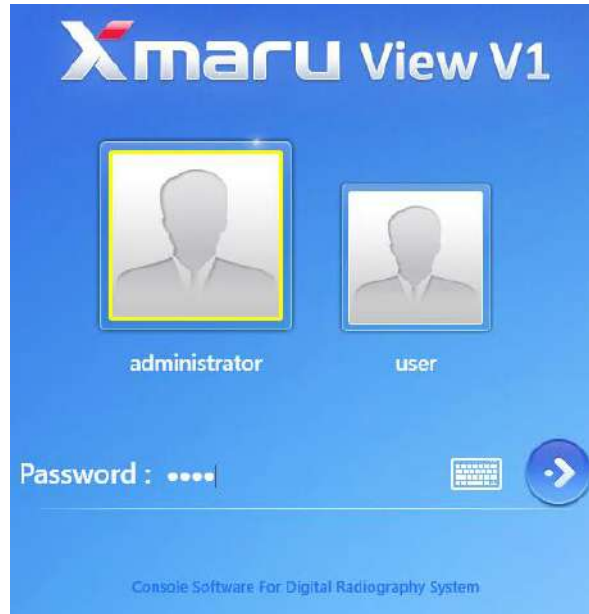 Xmaru View V1
administrator user
Password : ••••
Console Software For Digital Radiography System